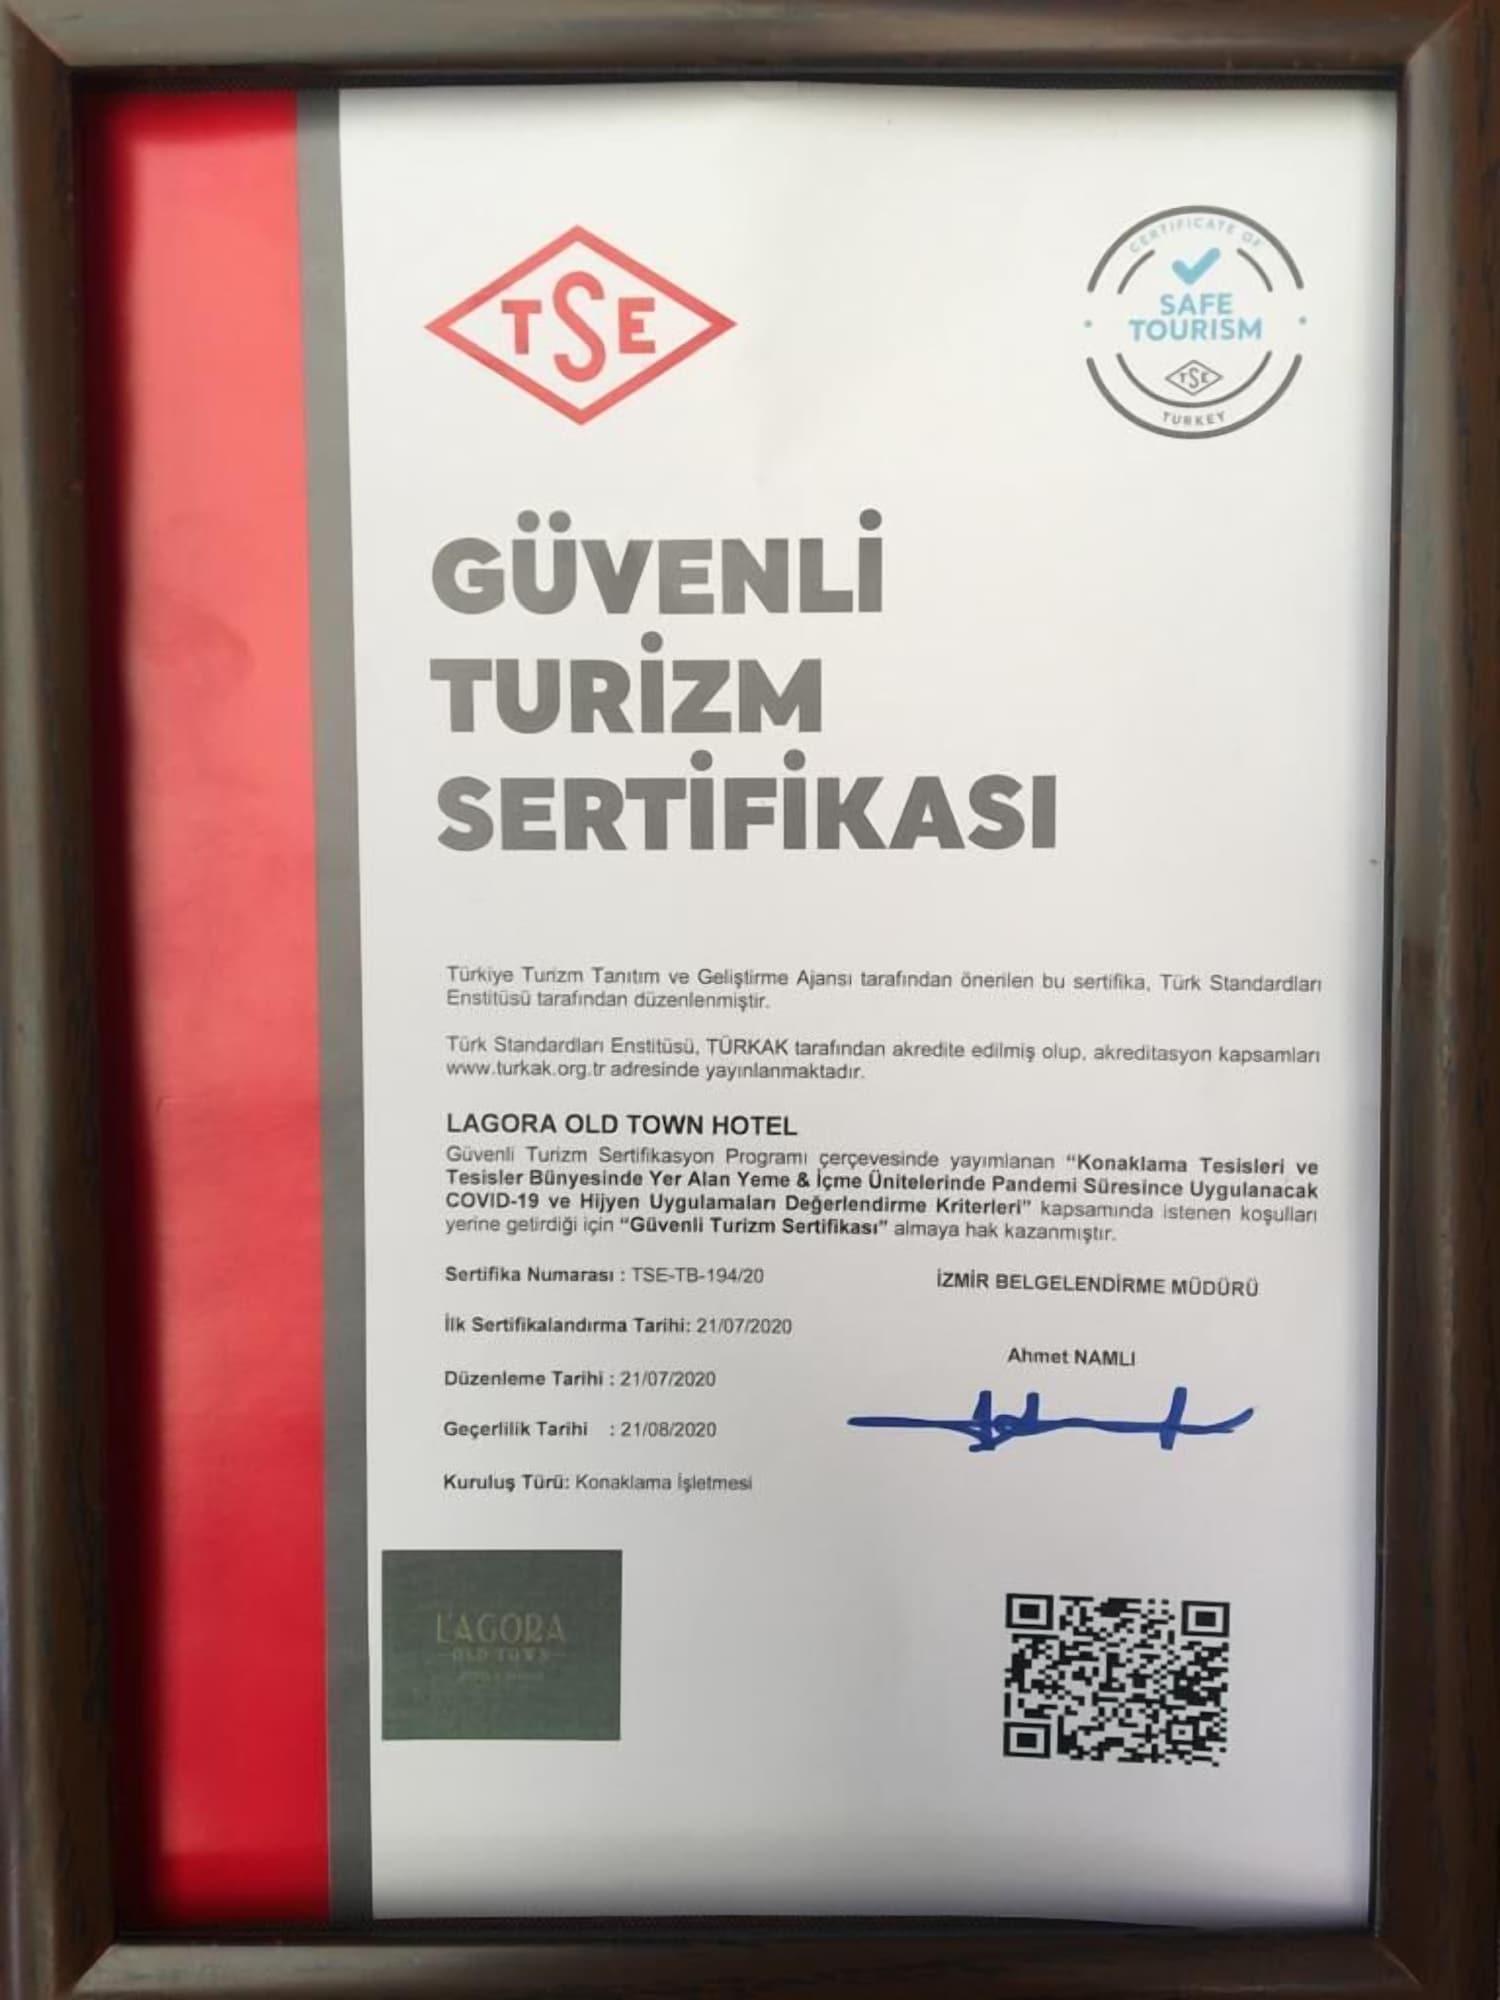 TSE
CERTIFICATE OF
SAFE
TOURISM
TSE
TURKEY
GÜVENLİ
TURİZM
SERTİFİKASI
Türkiye Turizm Tanıtım ve Geliştirme Ajansı tarafından önerilen bu sertifika, Türk Standardları
Enstitüsü tarafından düzenlenmiştir.
Türk Standardları Enstitüsü, TÜRKAK tarafından akredite edilmiş olup, akreditasyon kapsamları
www.turkak.org.tr adresinde yayınlanmaktadır.
LAGORA OLD TOWN HOTEL
Güvenli Turizm Sertifikasyon Programı çerçevesinde yayımlanan “Konaklama Tesisleri ve
Tesisler Bünyesinde Yer Alan Yeme & İçme Ünitelerinde Pandemi Süresince Uygulanacak
COVID-19 ve Hijyen Uygulamaları Değerlendirme Kriterleri” kapsamında istenen koşulları
yerine getirdiği için “Güvenli Turizm Sertifikası” almaya hak kazanmıştır.
Sertifika Numarası : TSE-TB-194/20
İlk Sertifikalandırma Tarihi: 21/07/2020
Düzenleme Tarihi : 21/07/2020
Geçerlilik Tarihi : 21/08/2020
Kuruluş Türü: Konaklama İşletmesi
İZMİR BELGELENDİRME MÜDÜRÜ
Ahmet NAMLI
L'AGORA
OLD TOWN